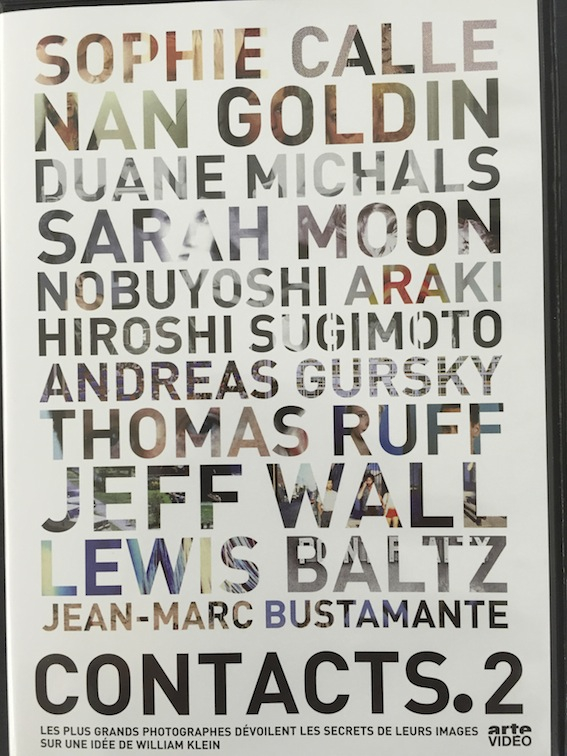 SOPHIE CALLE
NAN GOLDIN
DUANE MICHALS
SARAH MOON
NOBUYOSHI ARAKI
HIROSHI SUGIMOTO
ANDREAS GURSKY
THOMAS RUFF
JEFF WALL
LEWIS BALTZ
JEAN-MARC BUSTAMANTE
CONTACTS.2
LES PLUS GRANDS PHOTOGRAPHES DÉVOILENT LES SECRETS DE LEURS IMAGES
SUR UNE IDÉE DE WILLIAM KLEIN
arte
VIDEO